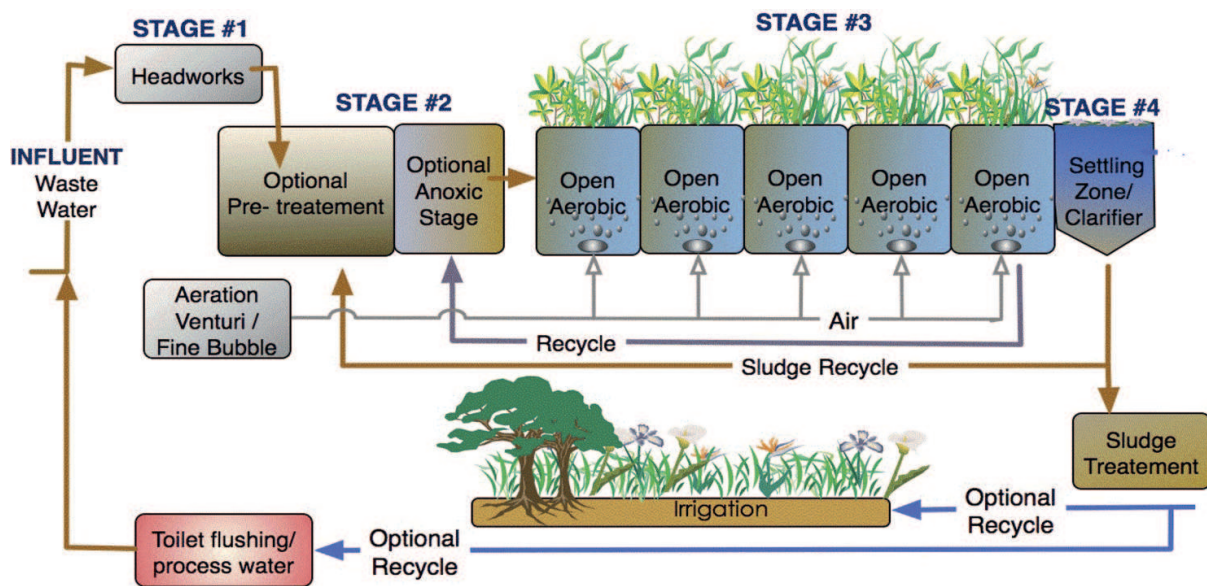 STAGE #1
Headworks
INFLUENT
Waste
Water
STAGE #2
Optional
Pre- treatement
Optional
Anoxic
Stage
STAGE #3
Open
Aerobic
Open
Aerobic
Open
Aerobic
Open
Aerobic
Open
Aerobic
STAGE #4
Settling
Zone/
Clarifier
Aeration
Venturi /
Fine Bubble
Air
Recycle
Sludge Recycle
Sludge
Treatement
Irrigation
Optional
Recycle
Toilet flushing/
process water
Optional
Recycle